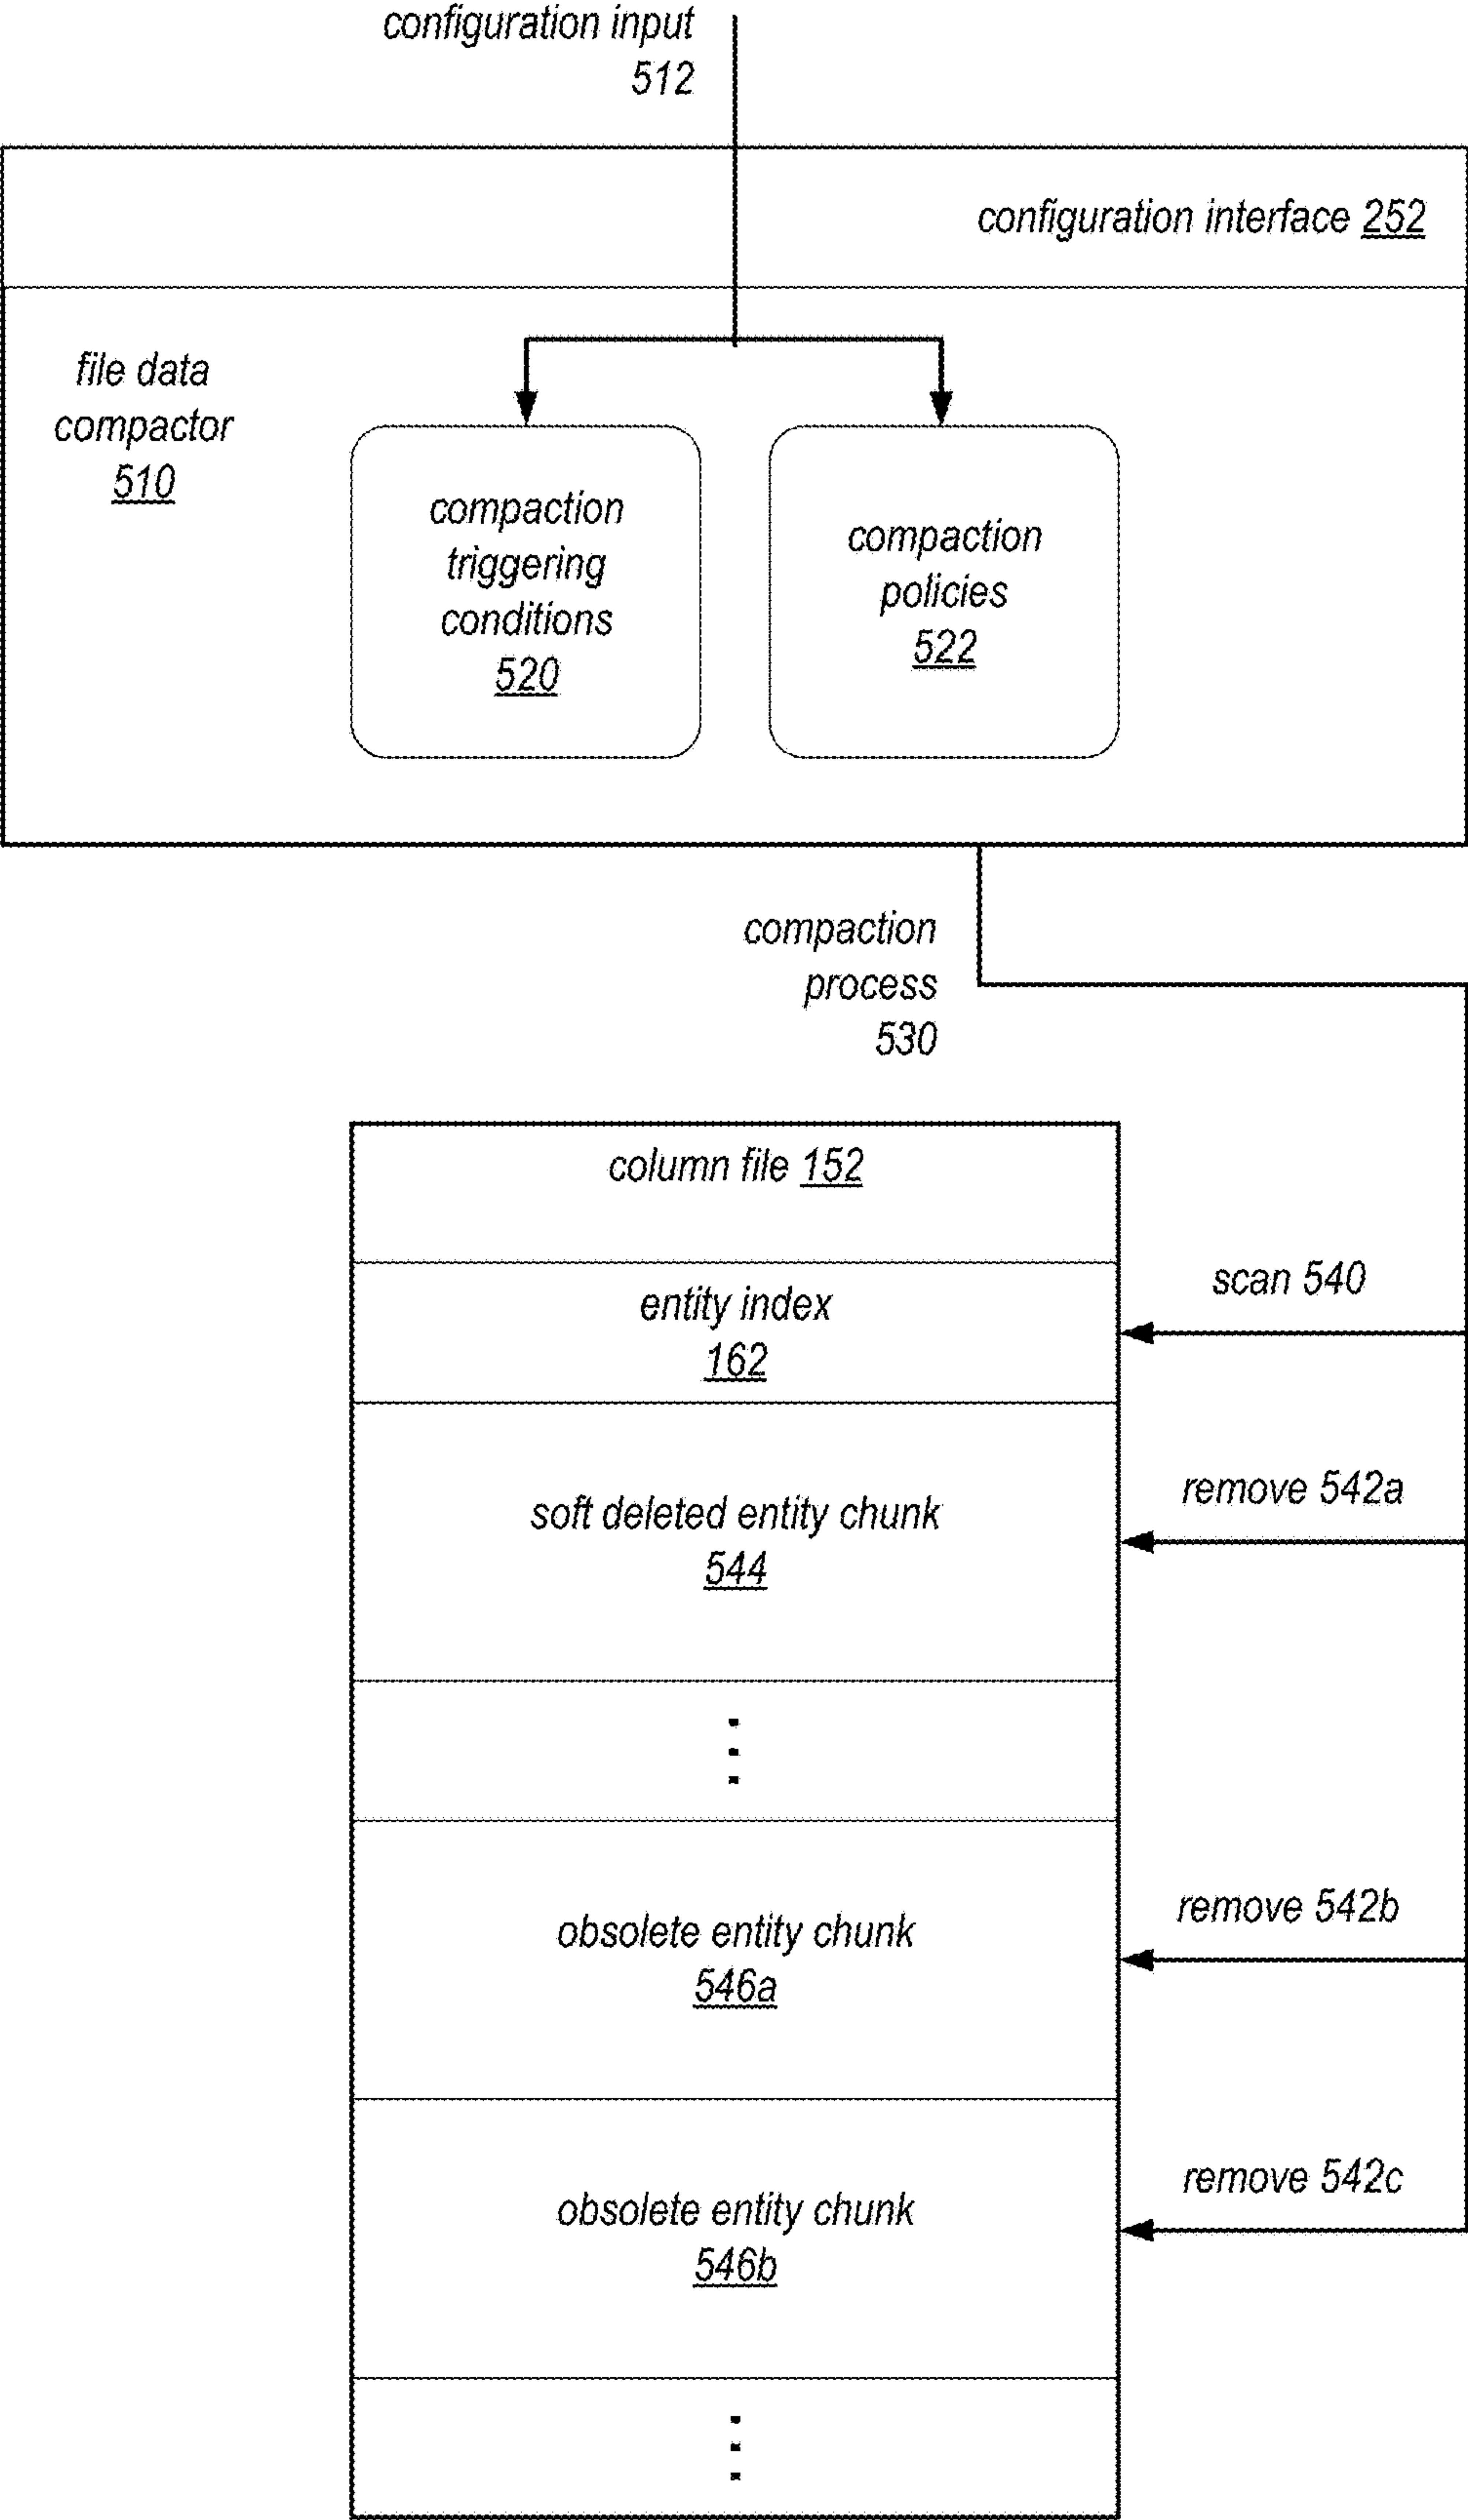 configuration input
512
configuration interface 252
file data
compactor
510
compaction
triggering
conditions
520
compaction
policies
522
compaction
process
530
column file 152
entity index
162
scan 540
soft deleted entity chunk
544
remove 542a
obsolete entity chunk
546a
remove 542b
obsolete entity chunk
546b
remove 542c